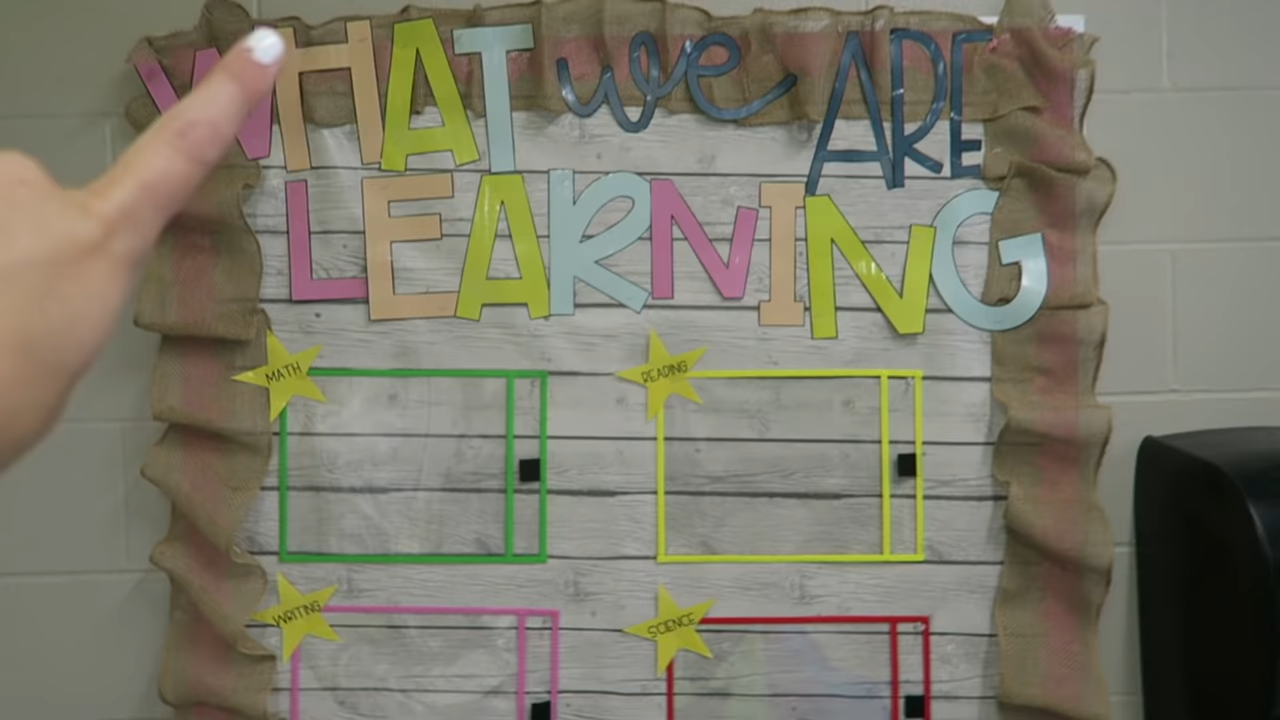 WHAT we ARE
LEARNING
MATH
READING
WRITING
SCIENCE